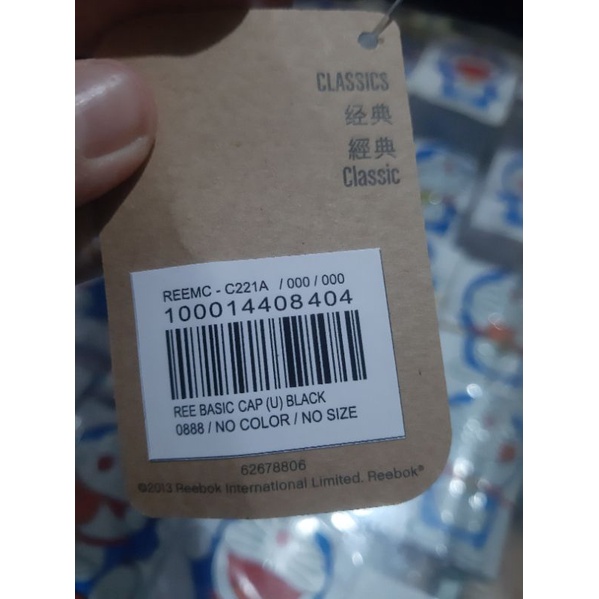 CLASSICS
经典
經典
Classic
REEMC - C221A / 000 / 000
100014408404
REE BASIC CAP (U) BLACK
0888 / NO COLOR / NO SIZE
62678806
©2013 Reebok International Limited. Reebok®